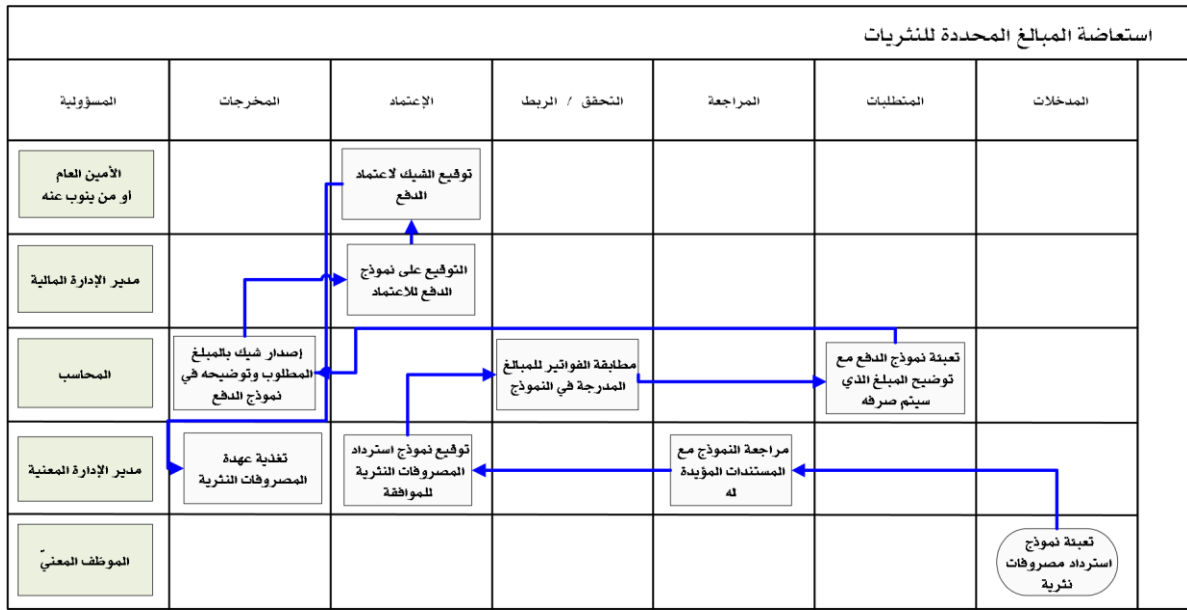 استعاضة المبالغ المحددة للنثريات
المدخلات
المتطلبات
المراجعة
التحقق / الربط
الإعتماد
المخرجات
المسؤولية
توقيع الشيك لاعتماد
الدفع
الأمين العام
او من ينوب عنه
التوقيع على نموذج
الدفع للاعتماد
مدير الإدارة المالية
تعبئة نموذج الدفع مع
توضيح المبلغ الذي
سيتم صرفه
مطابقة الفواتير للمبالغ
المدرجة في النموذج
إصدار شيك بالمبلغ
المطلوب وتوضيحه في
نموذج الدفع
المحاسب
مراجعة النموذج مع
المستندات المؤيدة
له
توقيع نموذج استرداد
المصروفات النثرية
للموافقة
تغذية عهدة
المصروفات النثرية
مدير الإدارة المعنية
تعبئة نموذج
استرداد مصروفات
نثرية
الموظف المعنيّ